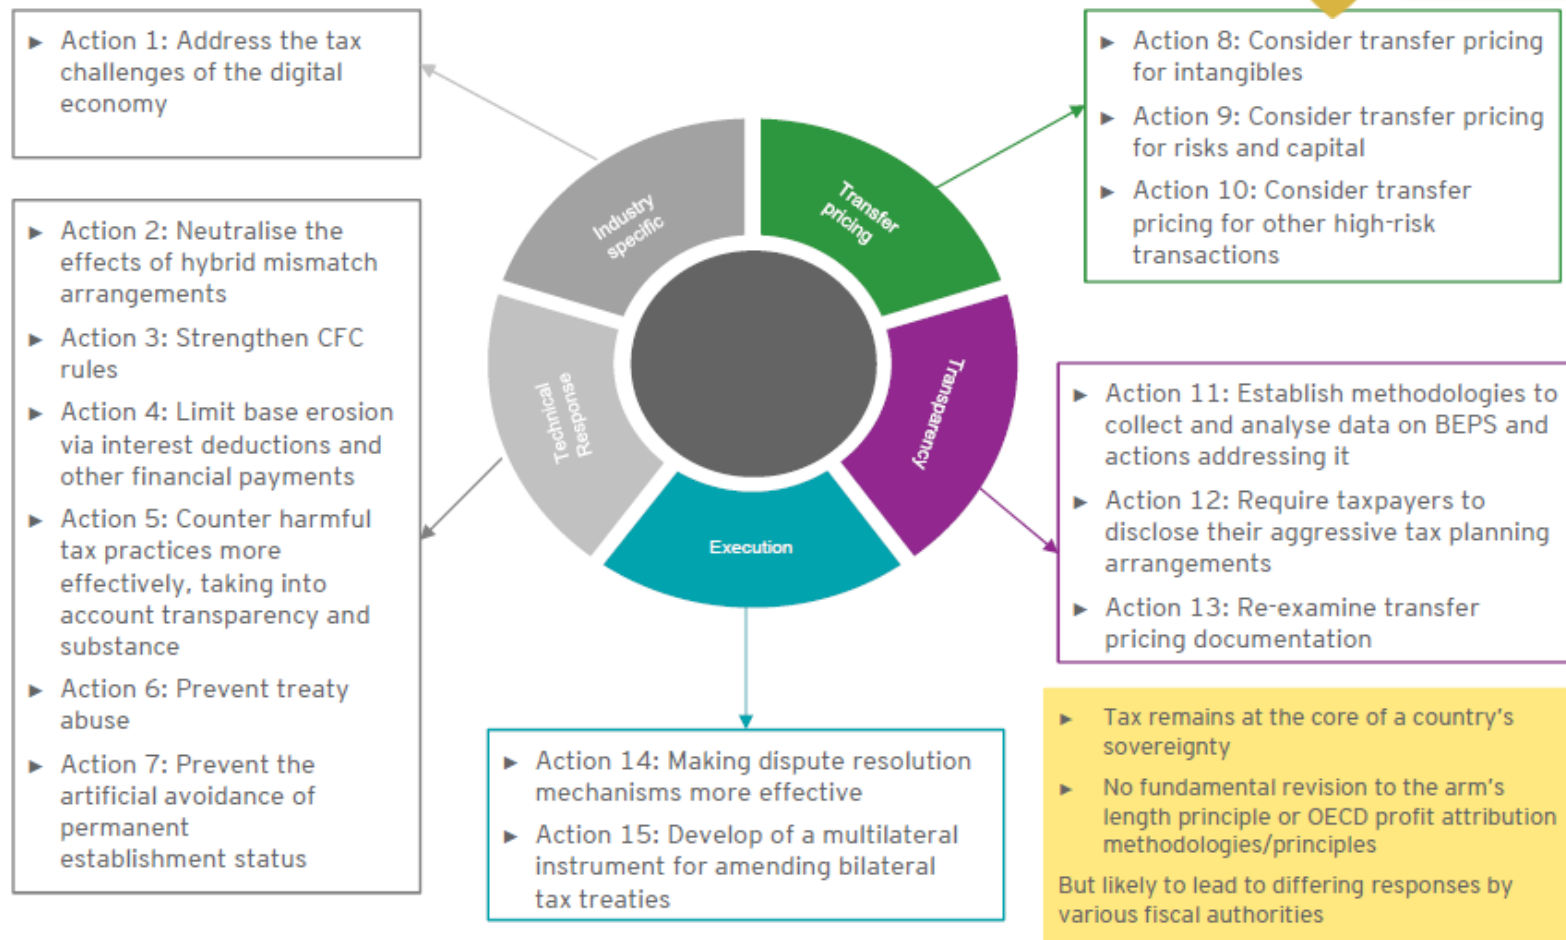 ► Action 1: Address the tax
challenges of the digital
economy
► Action 2: Neutralise the
effects of hybrid mismatch
arrangements
► Action 3: Strengthen CFC
rules
► Action 4: Limit base erosion
via interest deductions and
other financial payments
► Action 5: Counter harmful
tax practices more
effectively, taking into
account transparency and
substance
► Action 6: Prevent treaty
abuse
► Action 7: Prevent the
artificial avoidance of
permanent
establishment status
Industry
specific
Transfer
pricing
Technical
Response
Transparency
Execution
► Action 8: Consider transfer pricing
for intangibles
► Action 9: Consider transfer pricing
for risks and capital
► Action 10: Consider transfer
pricing for other high-risk
transactions
► Action 11: Establish methodologies to
collect and analyse data on BEPS and
actions addressing it
► Action 12: Require taxpayers to
disclose their aggressive tax planning
arrangements
► Action 13: Re-examine transfer
pricing documentation
► Action 14: Making dispute resolution
mechanisms more effective
► Action 15: Develop of a multilateral
instrument for amending bilateral
tax treaties
► Tax remains at the core of a country's
sovereignty
► No fundamental revision to the arm's
length principle or OECD profit attribution
methodologies/principles
But likely to lead to differing responses by
various fiscal authorities